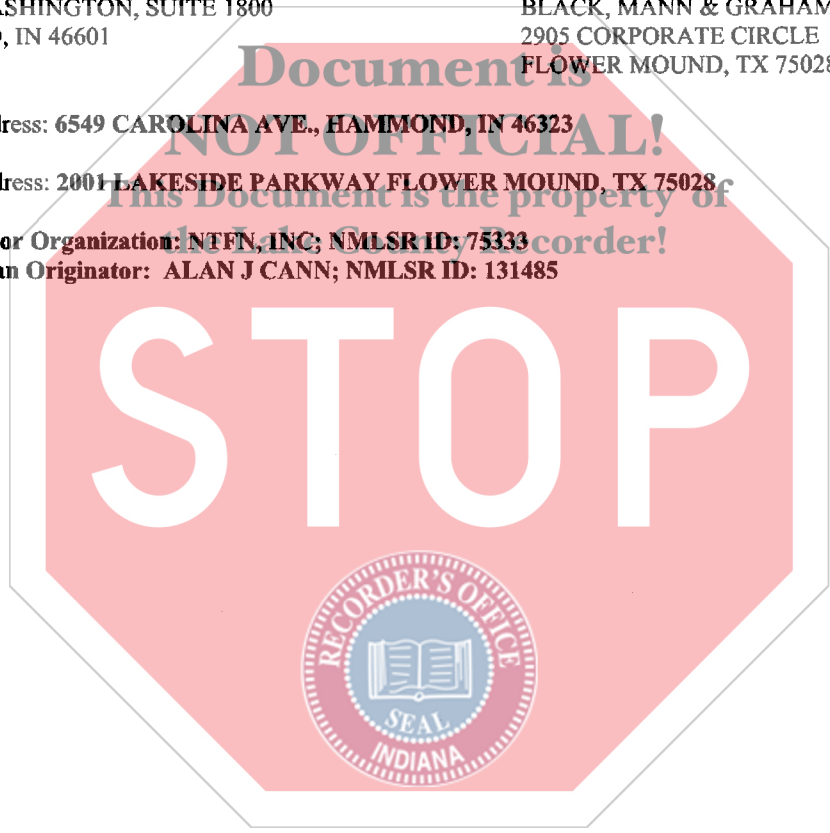 ASHINGTON, SUITE 1800
, IN 46601
BLACK, MANN & GRAHAM
2905 CORPORATE CIRCLE
FLOWER MOUND, TX 75028
Document is
NOT OFFICIAL!
This Document is the property of
the Lake County Recorder!
ress: 6549 CAROLINA AVE., HAMMOND, IN 46323
ress: 2001 LAKESIDE PARKWAY FLOWER MOUND, TX 75028
or Organization: NTFN, INC; NMLSR ID: 75333
n Originator: ALAN J CANN; NMLSR ID: 131485
STOP
RECORDER'S OFFICE
SEAL
INDIANA